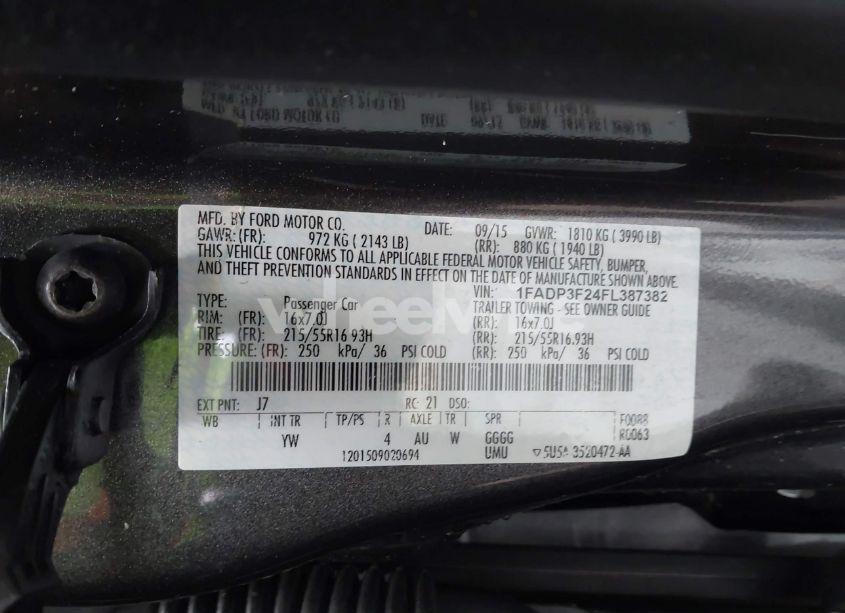 MFD. BY FORD MOTOR CO. DATE: 09/15 GVWR: 1810 KG ( 3990 LB)
GAWR: (FR): 972 KG ( 2143 LB) (RR): 880 KG ( 1940 LB)
THIS VEHICLE CONFORMS TO ALL APPLICABLE FEDERAL MOTOR VEHICLE SAFETY, BUMPER,
AND THEFT PREVENTION STANDARDS IN EFFECT ON THE DATE OF MANUFACTURE SHOWN ABOVE.
VIN: 1FADP3F24FL387382
TYPE: Passenger Car TRAILER TOWING - SEE OWNER GUIDE
RIM: (FR): 16x7.0J (RR): 16x7.0J
TIRE: (FR): 215/55R16 93H (RR): 215/55R16 93H
PRESSURE: (FR): 250 kPa/ 36 PSI COLD (RR): 250 kPa/ 36 PSI COLD
EXT PNT: J7 RC: 21 DSO:
WB INT TR TP/PS R AXLE TR SPR F0088
YW 4 AU W GGGG R0063
1201509020694 UMU 5U5A 3520472-AA